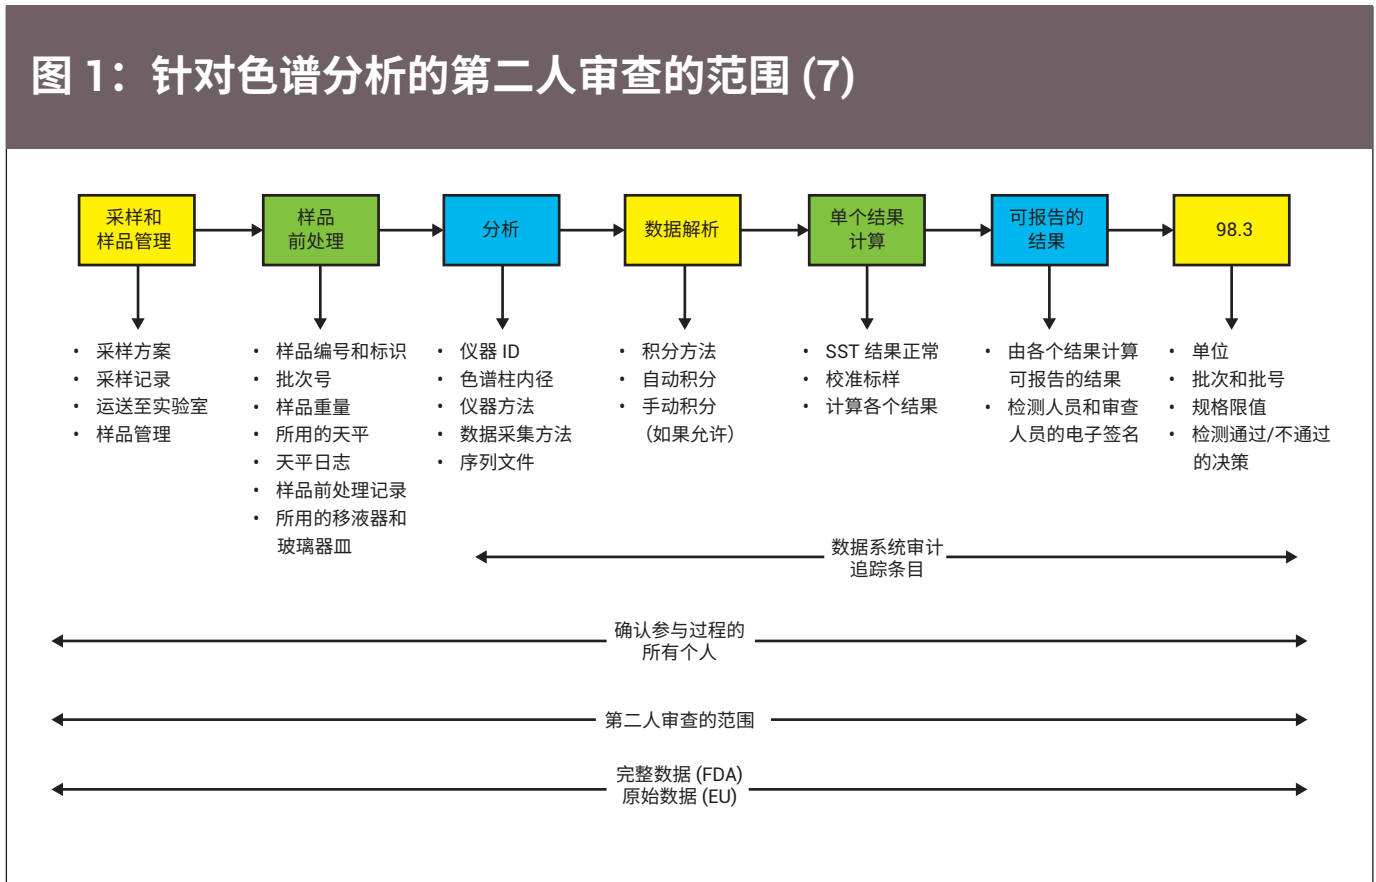 图 1：针对色谱分析的第二人审查的范围 (7)
采样和
样品管理
样品
前处理
分析
数据解析
单个结果
计算
可报告的
结果
98.3
• 采样方案
• 采样记录
• 运送至实验室
• 样品管理
• 样品编号和标识
• 批次号
• 样品重量
• 所用的天平
• 天平日志
• 样品前处理记录
• 所用的移液器和
玻璃器皿
• 仪器 ID
• 色谱柱内径
• 仪器方法
• 数据采集方法
• 序列文件
• 积分方法
• 自动积分
• 手动积分
（如果允许）
• SST 结果正常
• 校准标样
• 计算各个结果
• 由各个结果计算
可报告的结果
• 检测人员和审查
人员的电子签名
• 单位
• 批次和批号
• 规格限值
• 检测通过/不通过
的决策
数据系统审计
追踪条目
确认参与过程的
所有个人
第二人审查的范围
完整数据 (FDA)
原始数据 (EU)